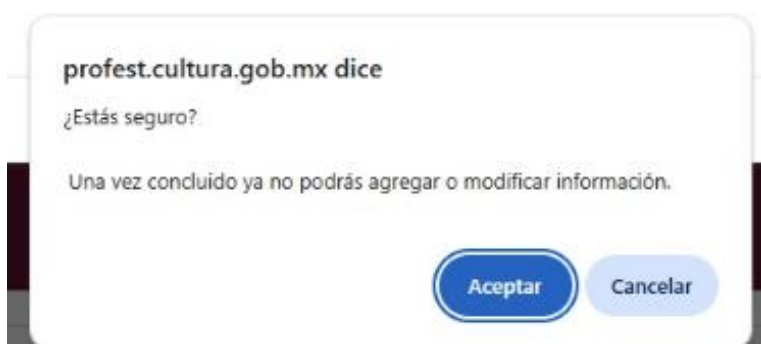 profest.cultura.gob.mx dice
¿Estás seguro?
Una vez concluido ya no podrás agregar o modificar información.
Aceptar
Cancelar